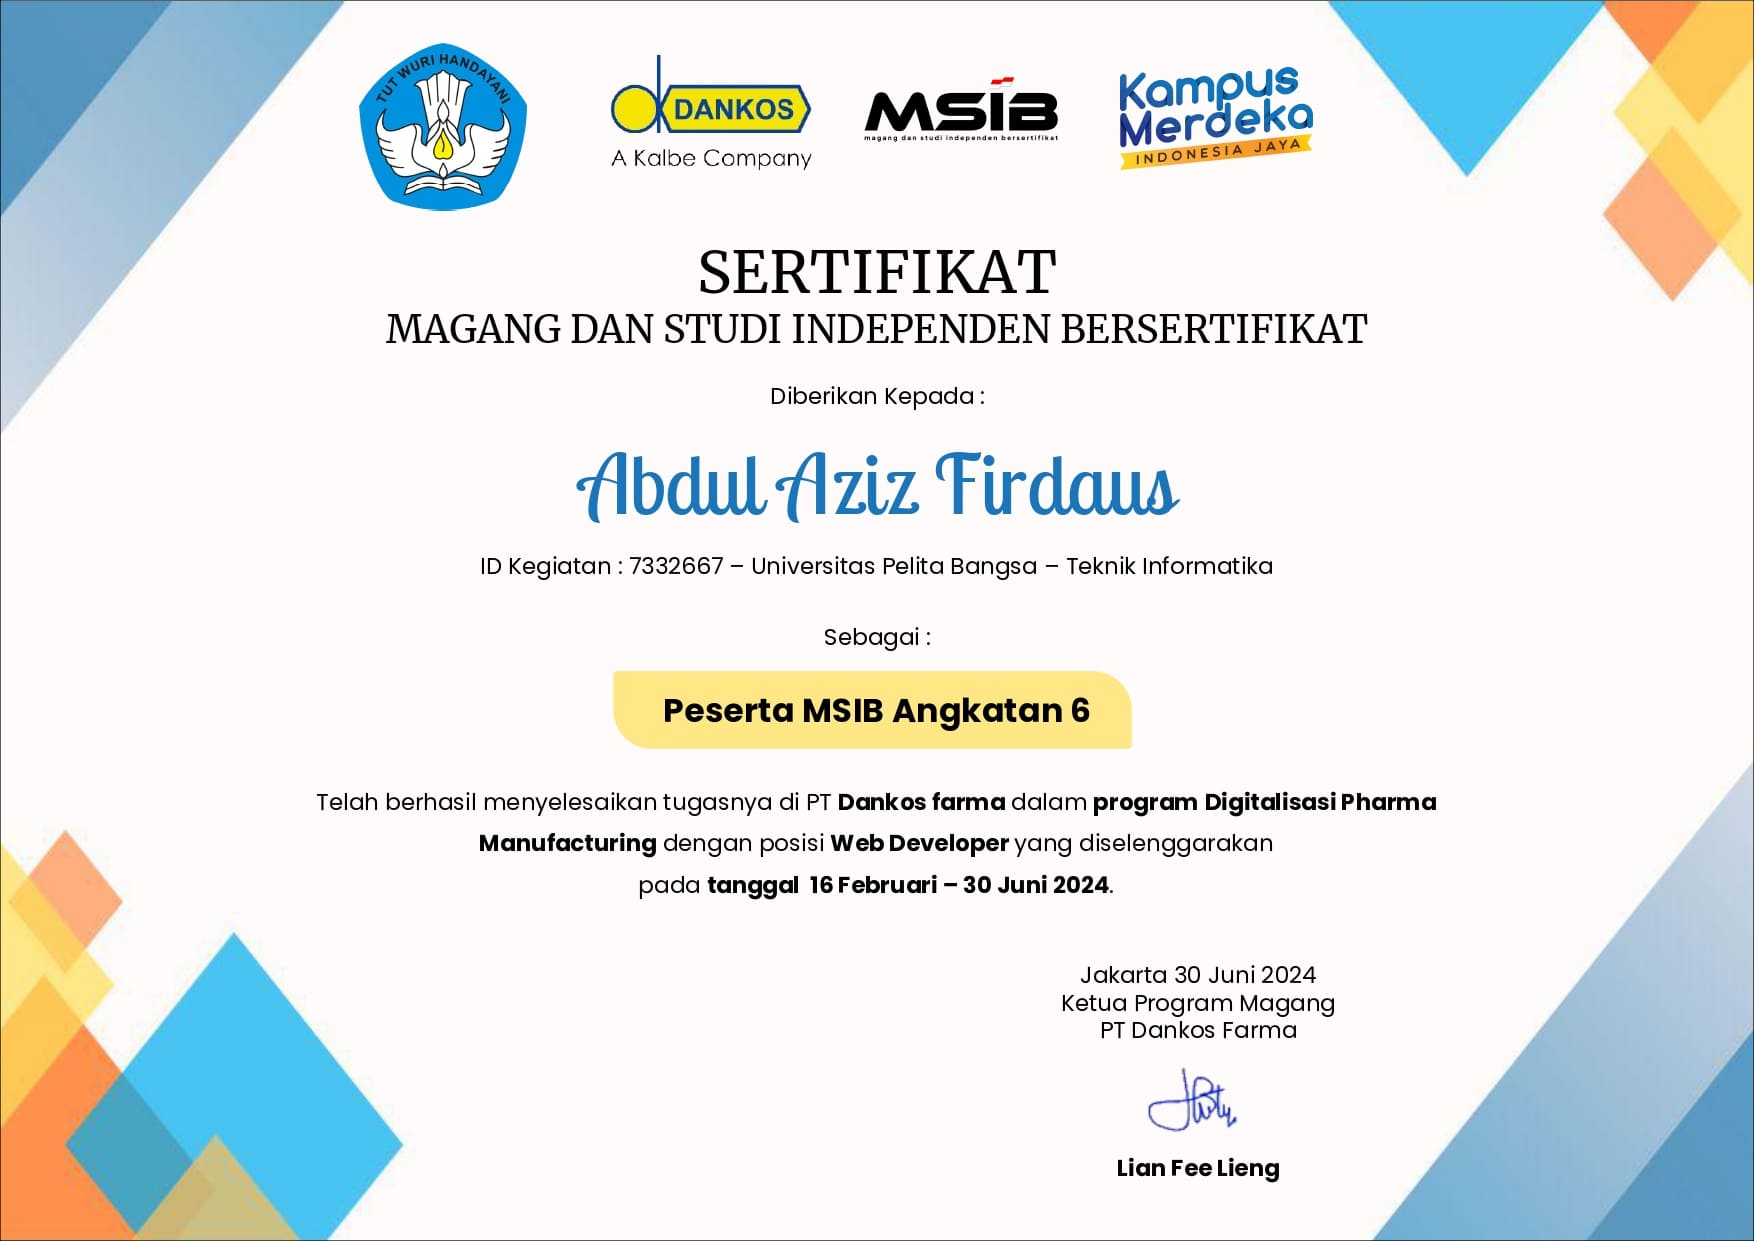 TUT WURI HANDAYANI
DANKOS
A Kalbe Company
MSIB
magang dan studi independen bersertifikat
Kampus
Merdeka
INDONESIA JAYA
SERTIFIKAT
MAGANG DAN STUDI INDEPENDEN BERSERTIFIKAT
Diberikan Kepada :
Abdul Aziz Firdaus
ID Kegiatan : 7332667 – Universitas Pelita Bangsa – Teknik Informatika
Sebagai :
Peserta MSIB Angkatan 6
Telah berhasil menyelesaikan tugasnya di PT Dankos farma dalam program Digitalisasi Pharma
Manufacturing dengan posisi Web Developer yang diselenggarakan
pada tanggal 16 Februari – 30 Juni 2024.
Jakarta 30 Juni 2024
Ketua Program Magang
PT Dankos Farma
Lian Fee Lieng